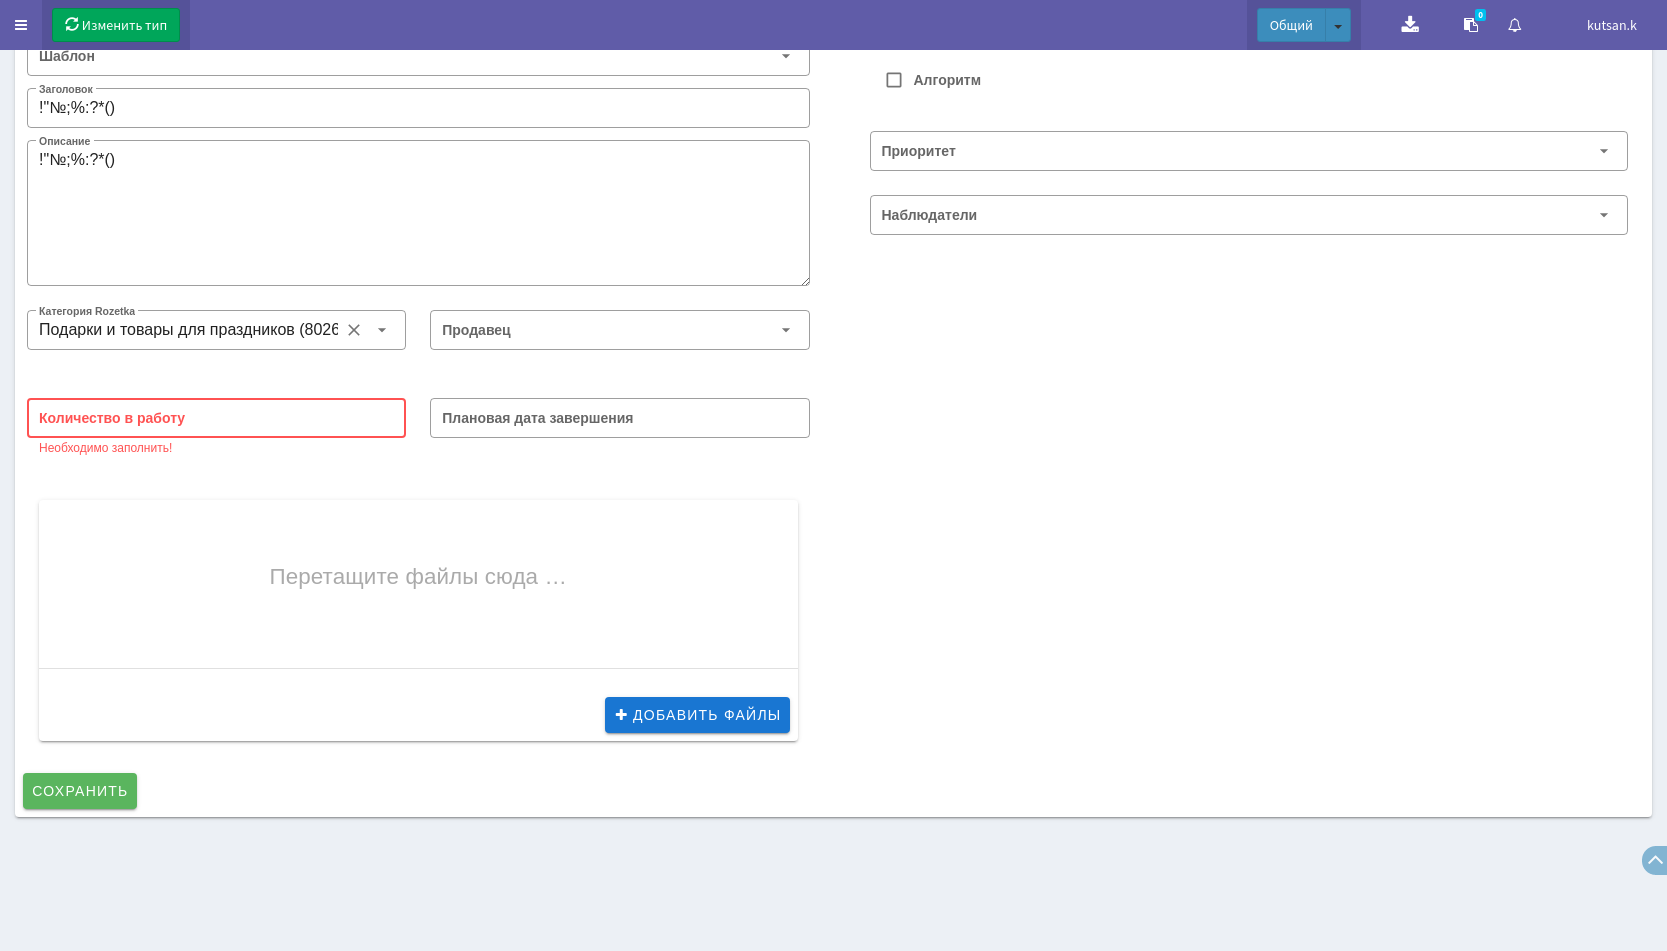 Изменить тип
Общий
0
kutsan.k
Шаблон
Заголовок
!"№;%:?*()
Описание
!"№;%:?*()
Категория Rozetka
Подарки и товары для праздников (8026
Продавец
Количество в работу
Необходимо заполнить!
Плановая дата завершения
Перетащите файлы сюда …
ДОБАВИТЬ ФАЙЛЫ
СОХРАНИТЬ
Алгоритм
Приоритет
Наблюдатели